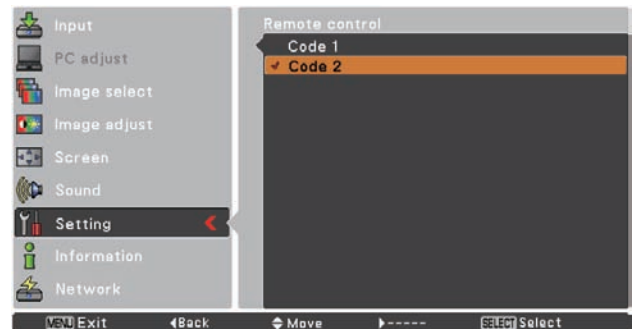 Input
PC adjust
Image select
Image adjust
Screen
Sound
Setting
Information
Network
Remote control
Code 1
Code 2
MENU Exit ◀Back Move ▶----- SELECT Select